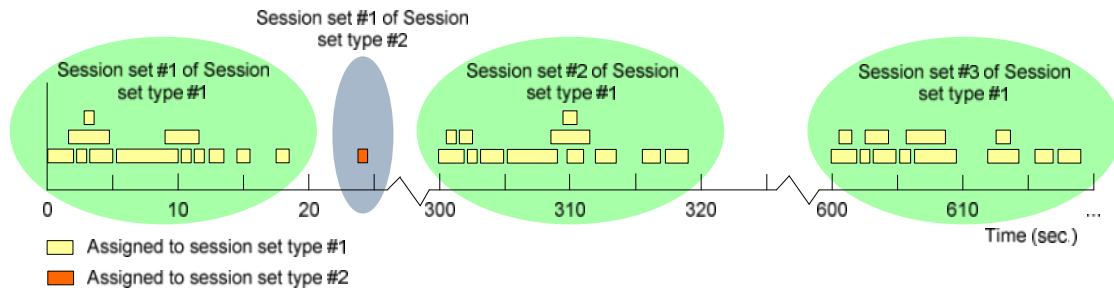 Session set #1 of Session
set type #2
Session set #1 of Session
set type #1
Session set #2 of Session
set type #1
Session set #3 of Session
set type #1
0 10 20 300 310 320 600 610 ...
Time (sec.)
Assigned to session set type #1
Assigned to session set type #2